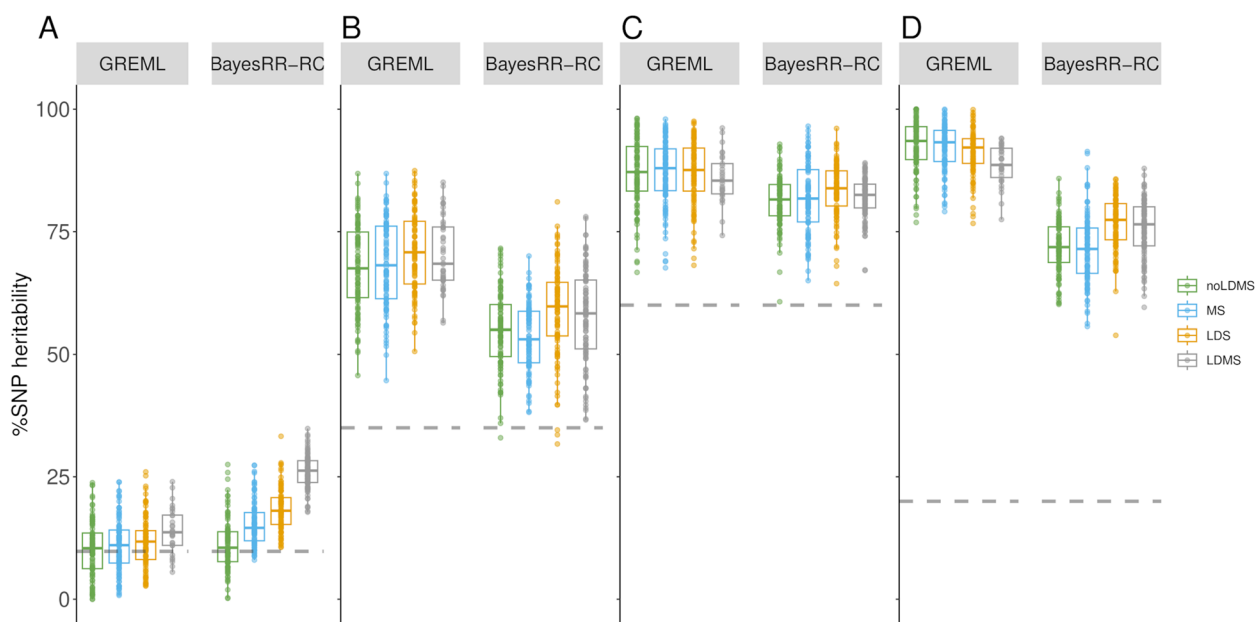 A B C D
GREML BayesRR−RC GREML BayesRR−RC GREML BayesRR−RC GREML BayesRR−RC
100
75
50
25
0
%SNP heritability
noLDMS
MS
LDS
LDMS